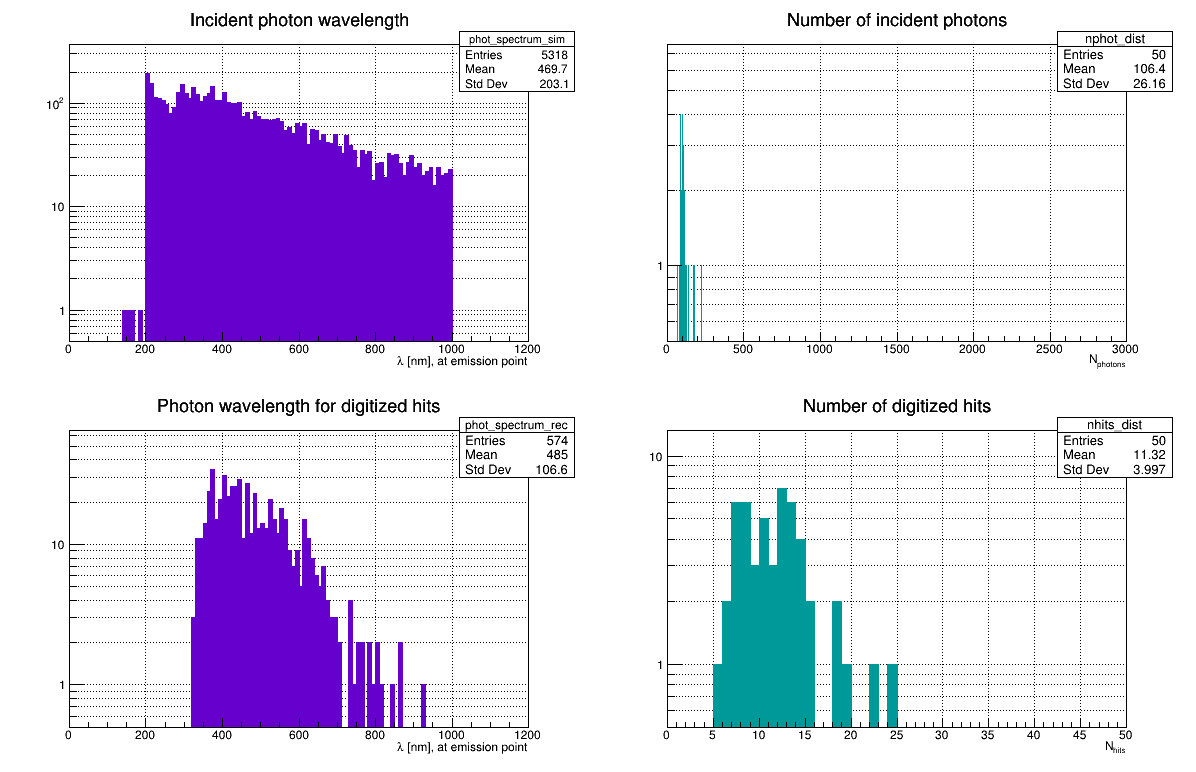 Incident photon wavelength
phot_spectrum_sim
Entries 5318
Mean 469.7
Std Dev 203.1
10²
10
1
0 200 400 600 800 1000 1200
λ [nm], at emission point
Number of incident photons
nphot_dist
Entries 50
Mean 106.4
Std Dev 26.16
1
0 500 1000 1500 2000 2500 3000
N_photons
Photon wavelength for digitized hits
phot_spectrum_rec
Entries 574
Mean 485
Std Dev 106.6
10
1
0 200 400 600 800 1000 1200
λ [nm], at emission point
Number of digitized hits
nhits_dist
Entries 50
Mean 11.32
Std Dev 3.997
10
1
0 5 10 15 20 25 30 35 40 45 50
N_hits